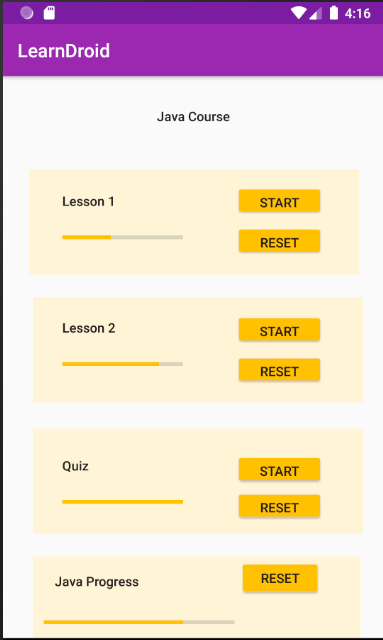 4:16
LearnDroid
Java Course
Lesson 1
START
RESET
Lesson 2
START
RESET
Quiz
START
RESET
Java Progress
RESET